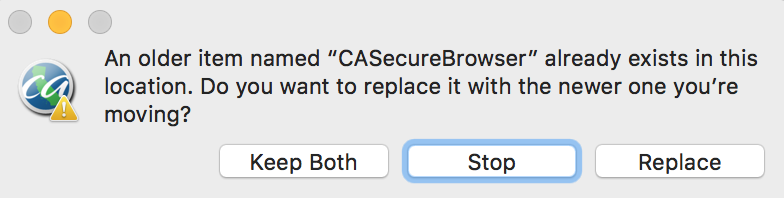 An older item named “CASecureBrowser” already exists in this
location. Do you want to replace it with the newer one you’re
moving?
ca
Keep Both
Stop
Replace